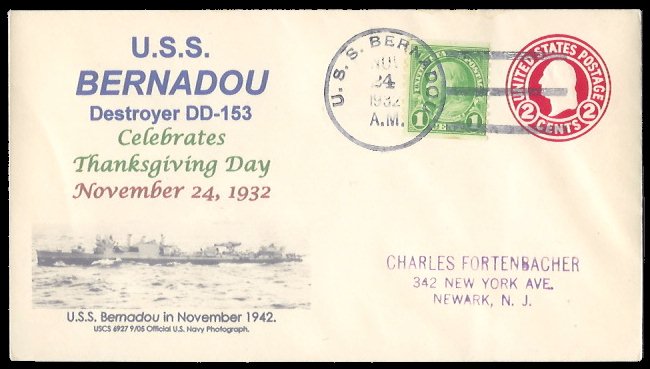 U.S.S.
BERNADOU
Destroyer DD-153
Celebrates
Thanksgiving Day
November 24, 1932
U.S.S. Bernadou in November 1942.
USCS 6927 9/05 Official U.S. Navy Photograph.
U. S. S. BERNADOU
NOV
24
1932
A.M.
1
UNITED STATES POSTAGE
2 CENTS 2
CHARLES FORTENBACHER
342 NEW YORK AVE.
NEWARK, N. J.